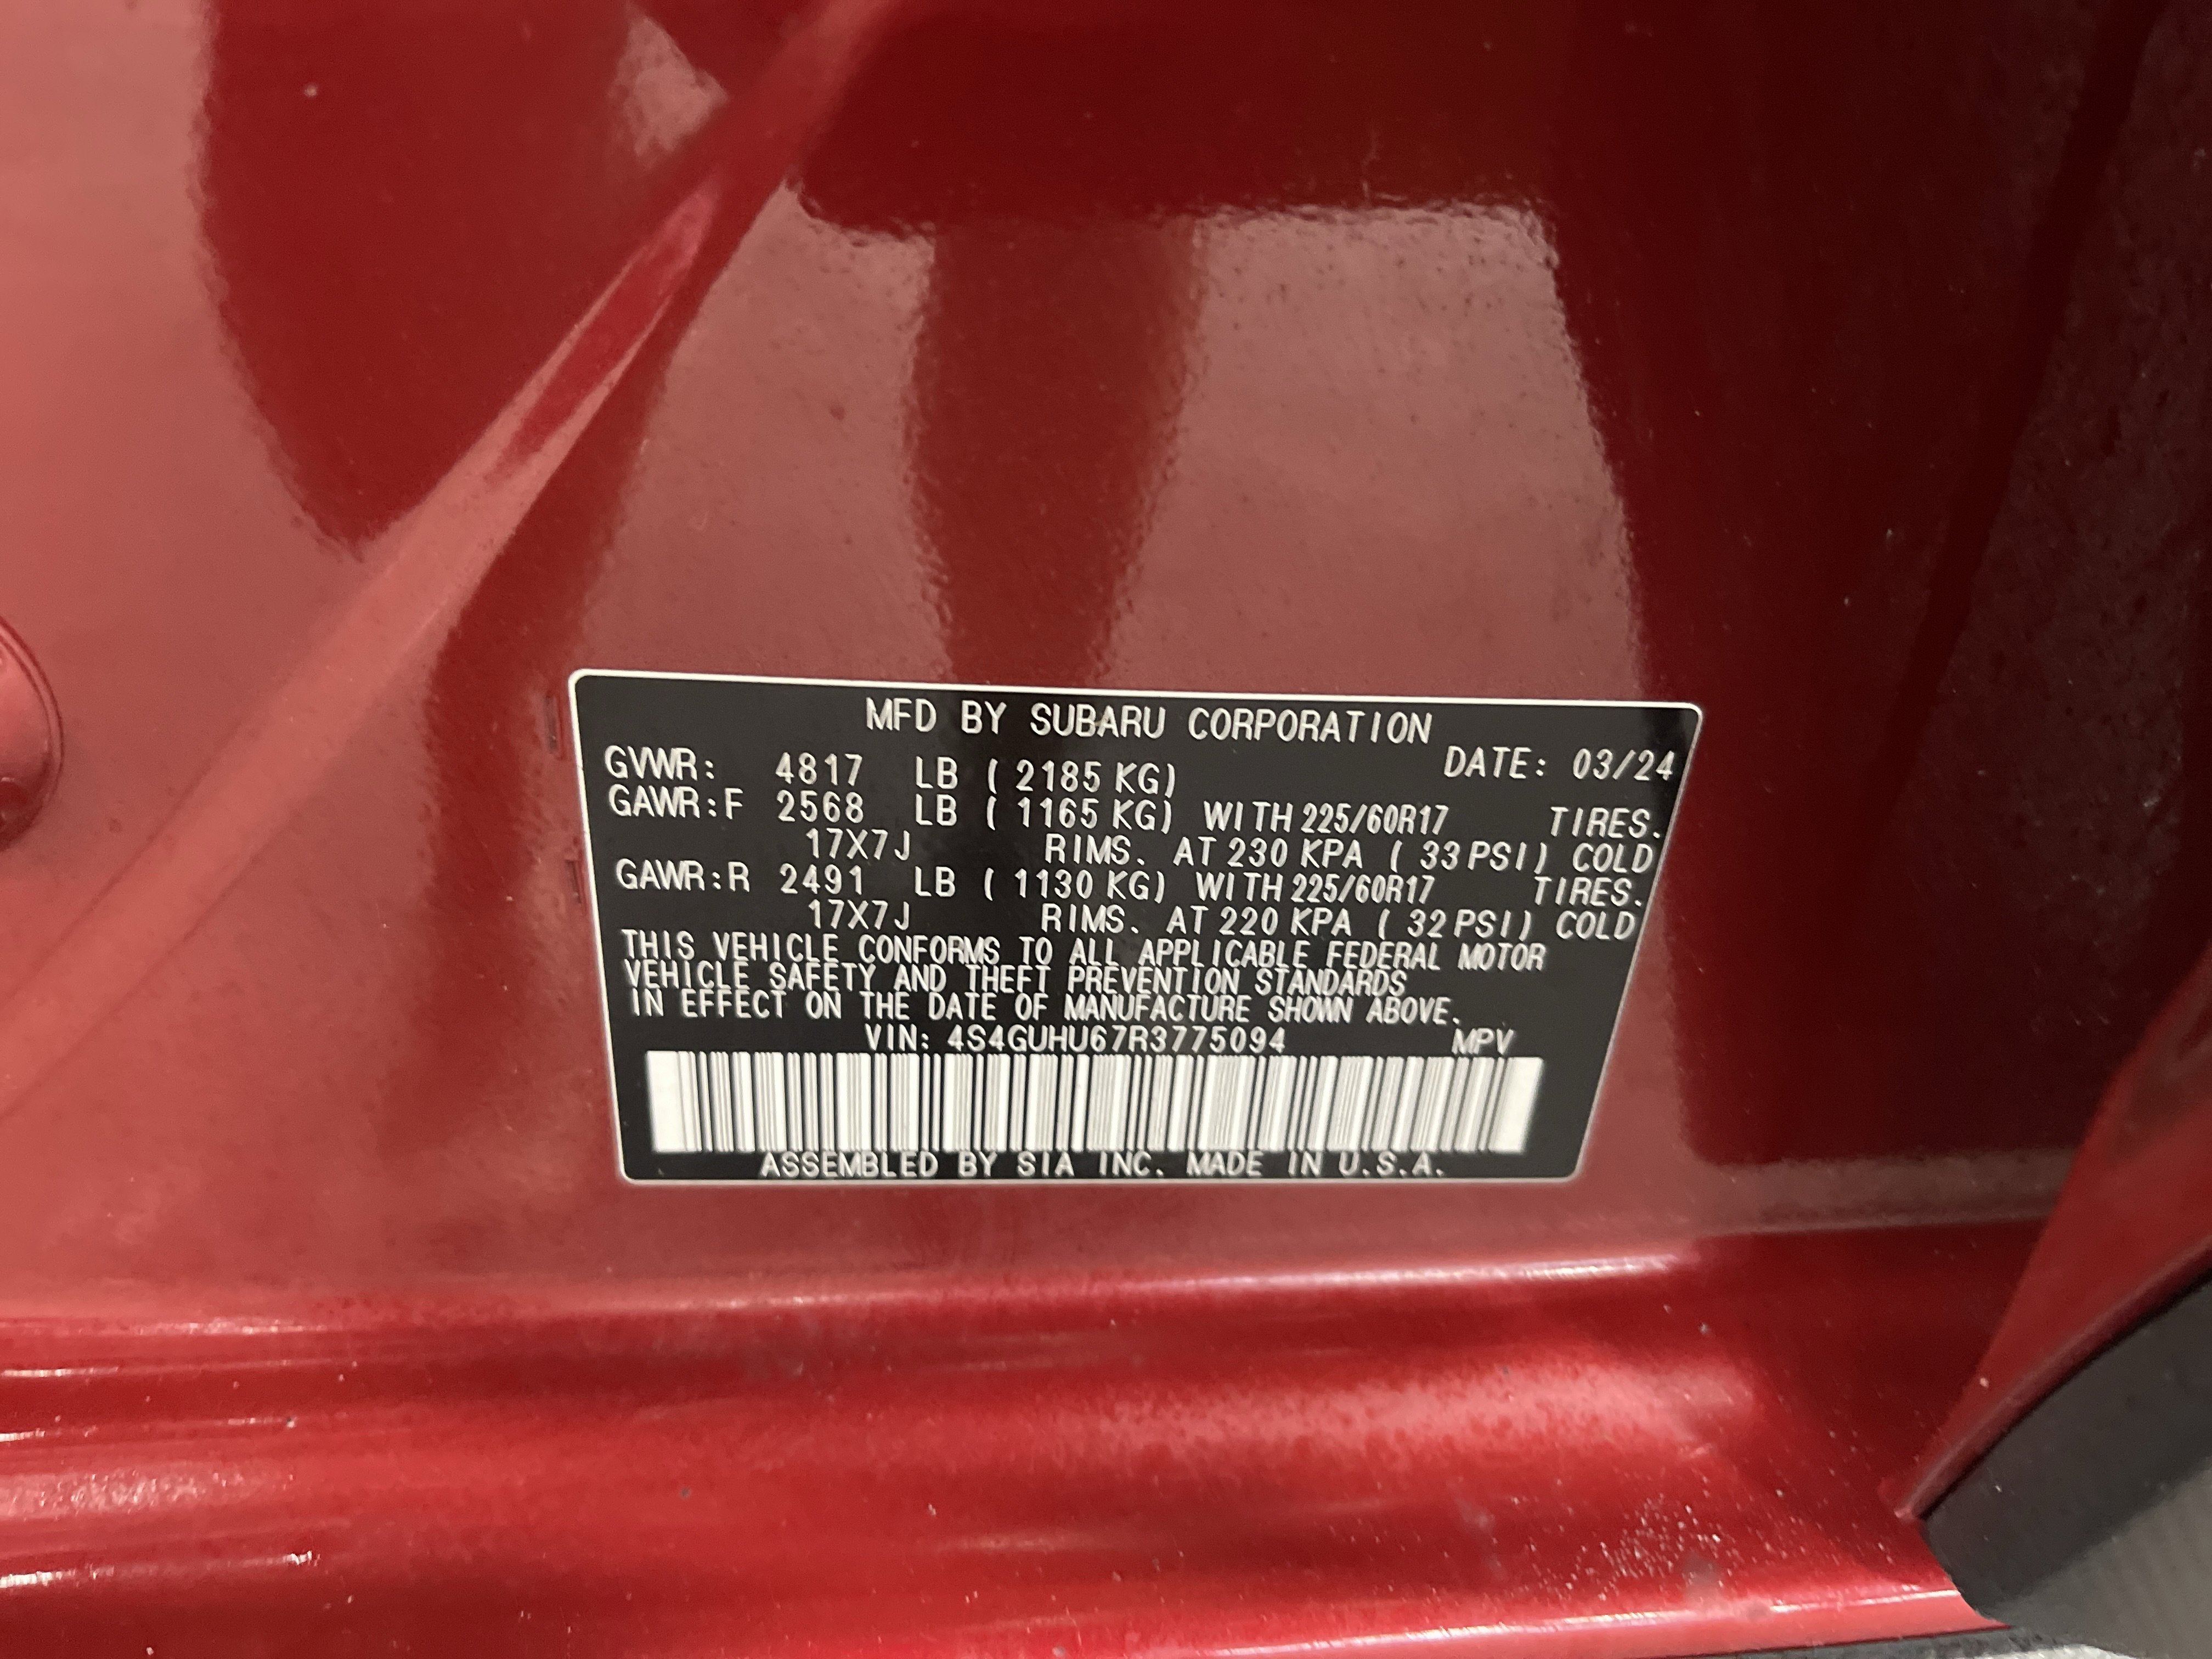 MFD BY SUBARU CORPORATION
GVWR: 4817 LB ( 2185 KG) DATE: 03/24
GAWR:F 2568 LB ( 1165 KG) WITH 225/60R17 TIRES.
17X7J RIMS. AT 230 KPA ( 33 PSI) COLD
GAWR:R 2491 LB ( 1130 KG) WITH 225/60R17 TIRES.
17X7J RIMS. AT 220 KPA ( 32 PSI) COLD
THIS VEHICLE CONFORMS TO ALL APPLICABLE FEDERAL MOTOR
VEHICLE SAFETY AND THEFT PREVENTION STANDARDS
IN EFFECT ON THE DATE OF MANUFACTURE SHOWN ABOVE.
VIN: 4S4GUHU67R3775094 MPV
ASSEMBLED BY SIA INC. MADE IN U.S.A.